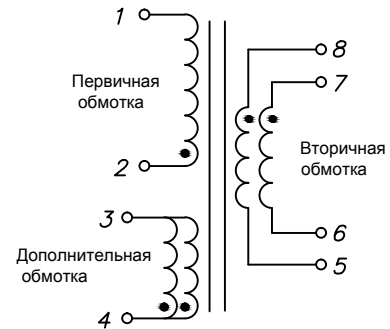 1
8
7
Первичная
обмотка
2
Вторичная
обмотка
3
6
Дополнительная
обмотка
5
4